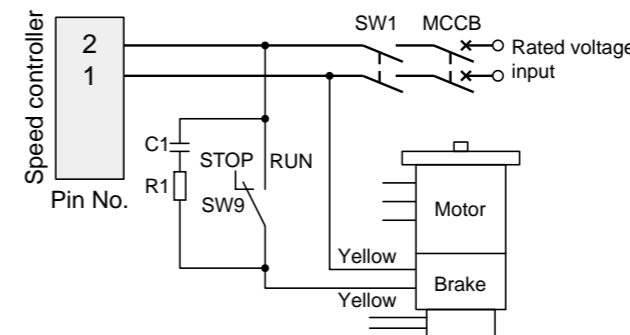 SW1 MCCB
Speed controller
2
1
Rated voltage
input
C1
R1
STOP RUN
SW9
Pin No.
Motor
Yellow
Brake
Yellow